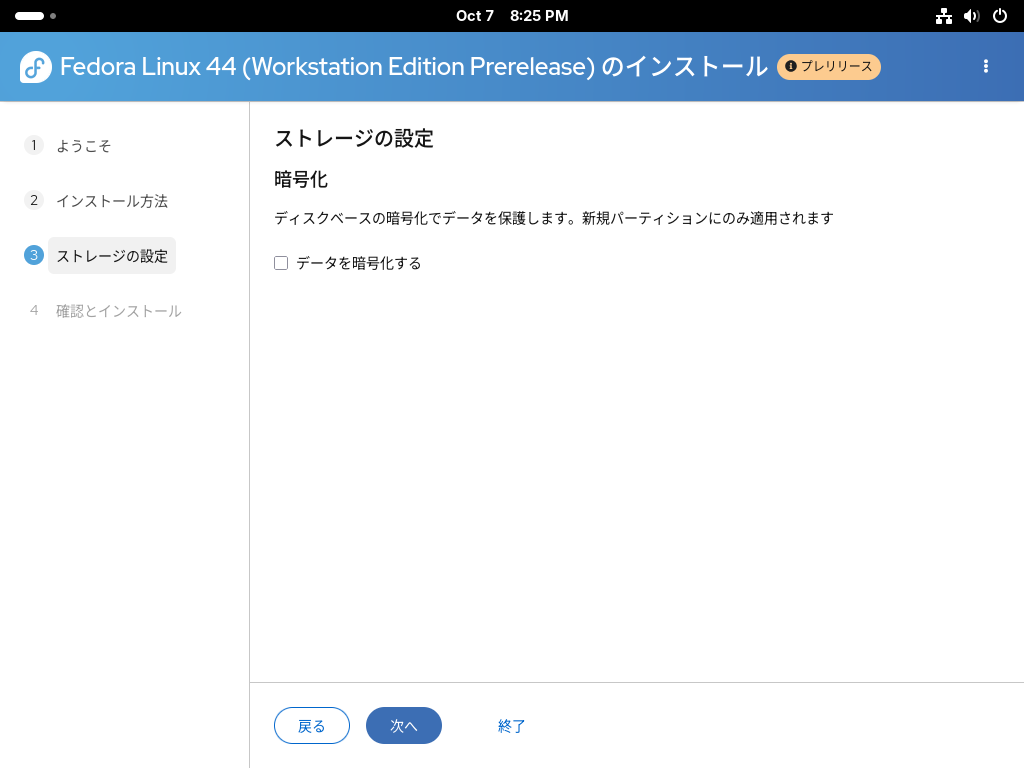 Oct 7 8:25 PM
Fedora Linux 44 (Workstation Edition Prerelease) のインストール プレリリース
1 ようこそ
2 インストール方法
3 ストレージの設定
4 確認とインストール
ストレージの設定
暗号化
ディスクベースの暗号化でデータを保護します。新規パーティションにのみ適用されます
データを暗号化する
戻る 次へ 終了